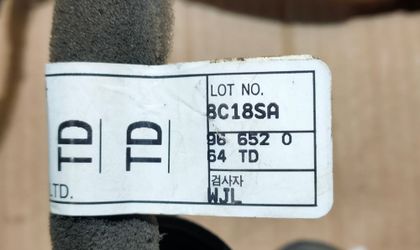 TD
TD
LTD.
LOT NO.
8C18SA
96 652 0
64 TD
검사자
WJL